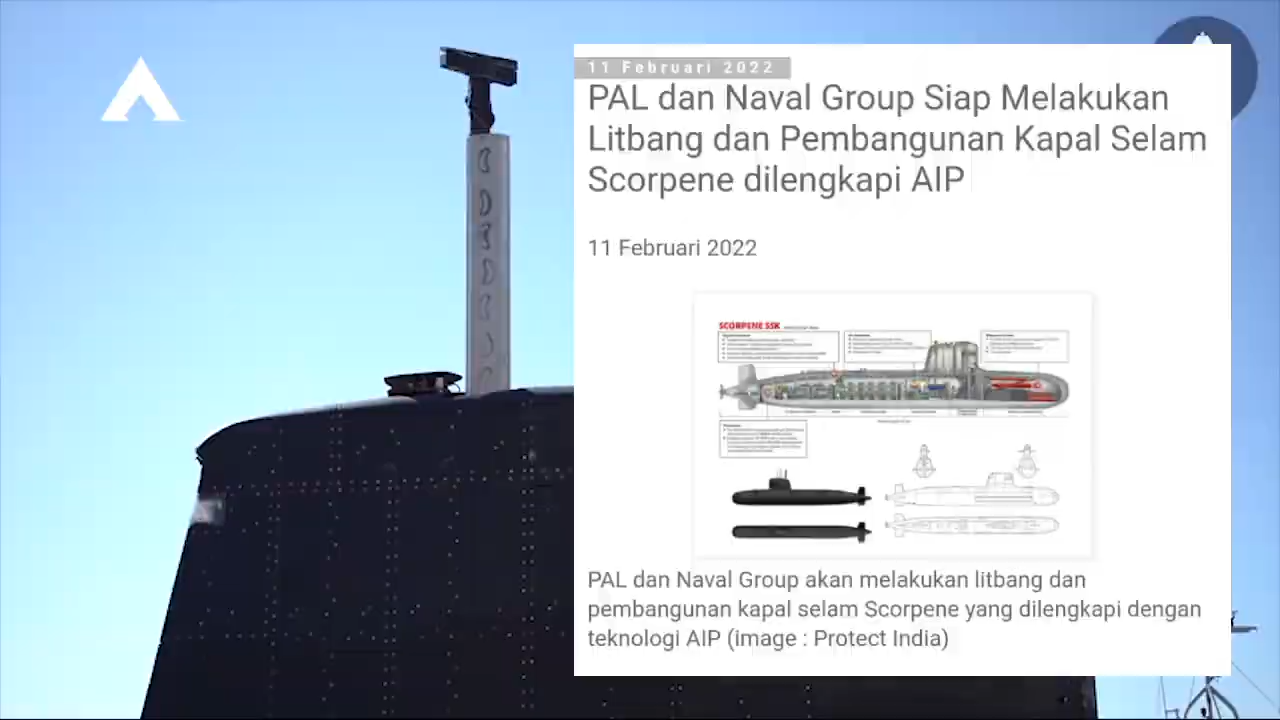 11 Februari 2022
PAL dan Naval Group Siap Melakukan
Litbang dan Pembangunan Kapal Selam
Scorpene dilengkapi AIP
11 Februari 2022
SCORPENE SSK
PAL dan Naval Group akan melakukan litbang dan
pembangunan kapal selam Scorpene yang dilengkapi dengan
teknologi AIP (image : Protect India)